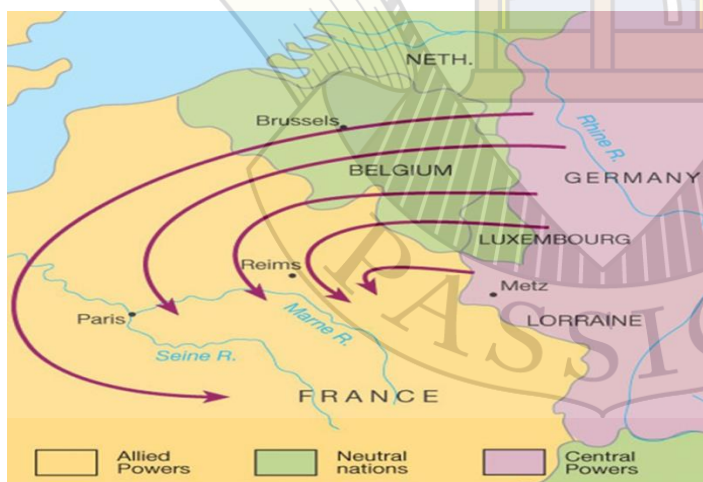 NETH.
Brussels
Rhine R.
BELGIUM
GERMANY
LUXEMBOURG
Reims
Metz
Paris
Marne R.
LORRAINE
Seine R.
FRANCE
Allied
Powers
Neutral
nations
Central
Powers
PASSIO